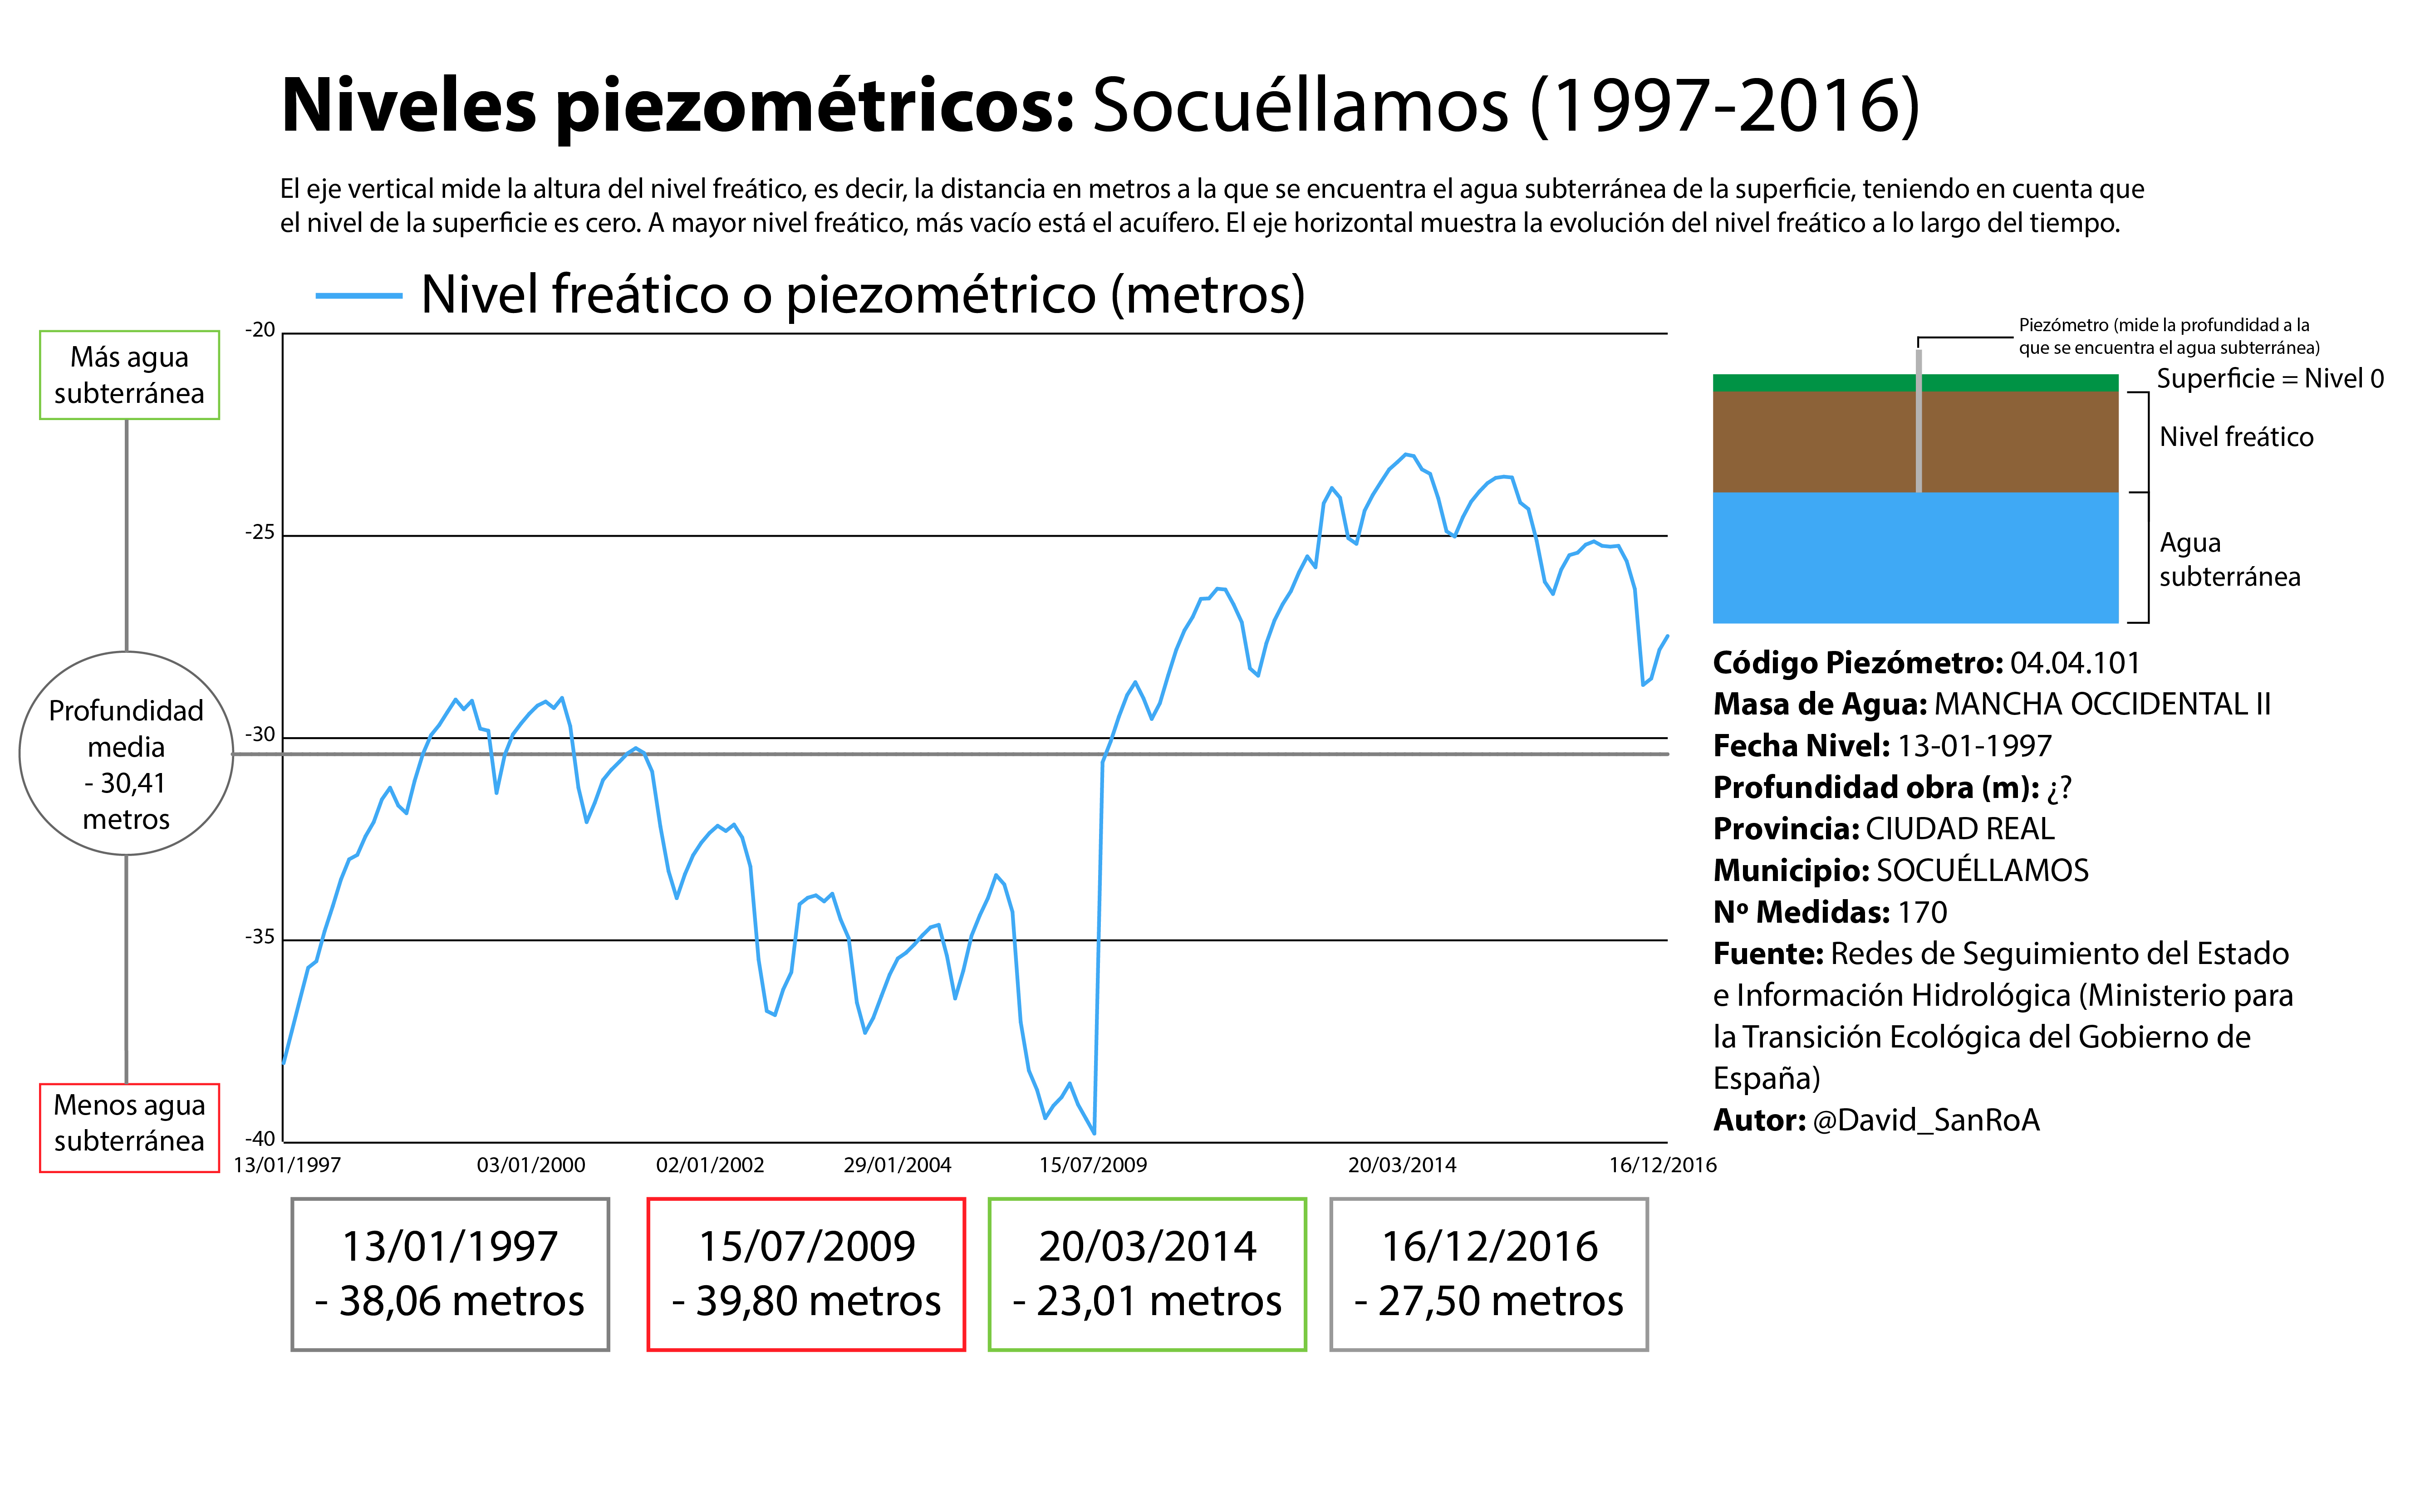 Niveles piezométricos: Socuéllamos (1997-2016)
El eje vertical mide la altura del nivel freático, es decir, la distancia en metros a la que se encuentra el agua subterránea de la superficie, teniendo en cuenta que
el nivel de la superficie es cero. A mayor nivel freático, más vacío está el acuífero. El eje horizontal muestra la evolución del nivel freático a lo largo del tiempo.
Nivel freático o piezométrico (metros)
Más agua
subterránea
Profundidad
media
- 30,41
metros
Menos agua
subterránea
-20
-25
-30
-35
-40
13/01/1997
03/01/2000
02/01/2002
29/01/2004
15/07/2009
20/03/2014
16/12/2016
13/01/1997
- 38,06 metros
15/07/2009
- 39,80 metros
20/03/2014
- 23,01 metros
16/12/2016
- 27,50 metros
Piezómetro (mide la profundidad a la
que se encuentra el agua subterránea)
Superficie = Nivel 0
Nivel freático
Agua
subterránea
Código Piezómetro: 04.04.101
Masa de Agua: MANCHA OCCIDENTAL II
Fecha Nivel: 13-01-1997
Profundidad obra (m): ¿?
Provincia: CIUDAD REAL
Municipio: SOCUÉLLAMOS
Nº Medidas: 170
Fuente: Redes de Seguimiento del Estado
e Información Hidrológica (Ministerio para
la Transición Ecológica del Gobierno de
España)
Autor: @David_SanRoA